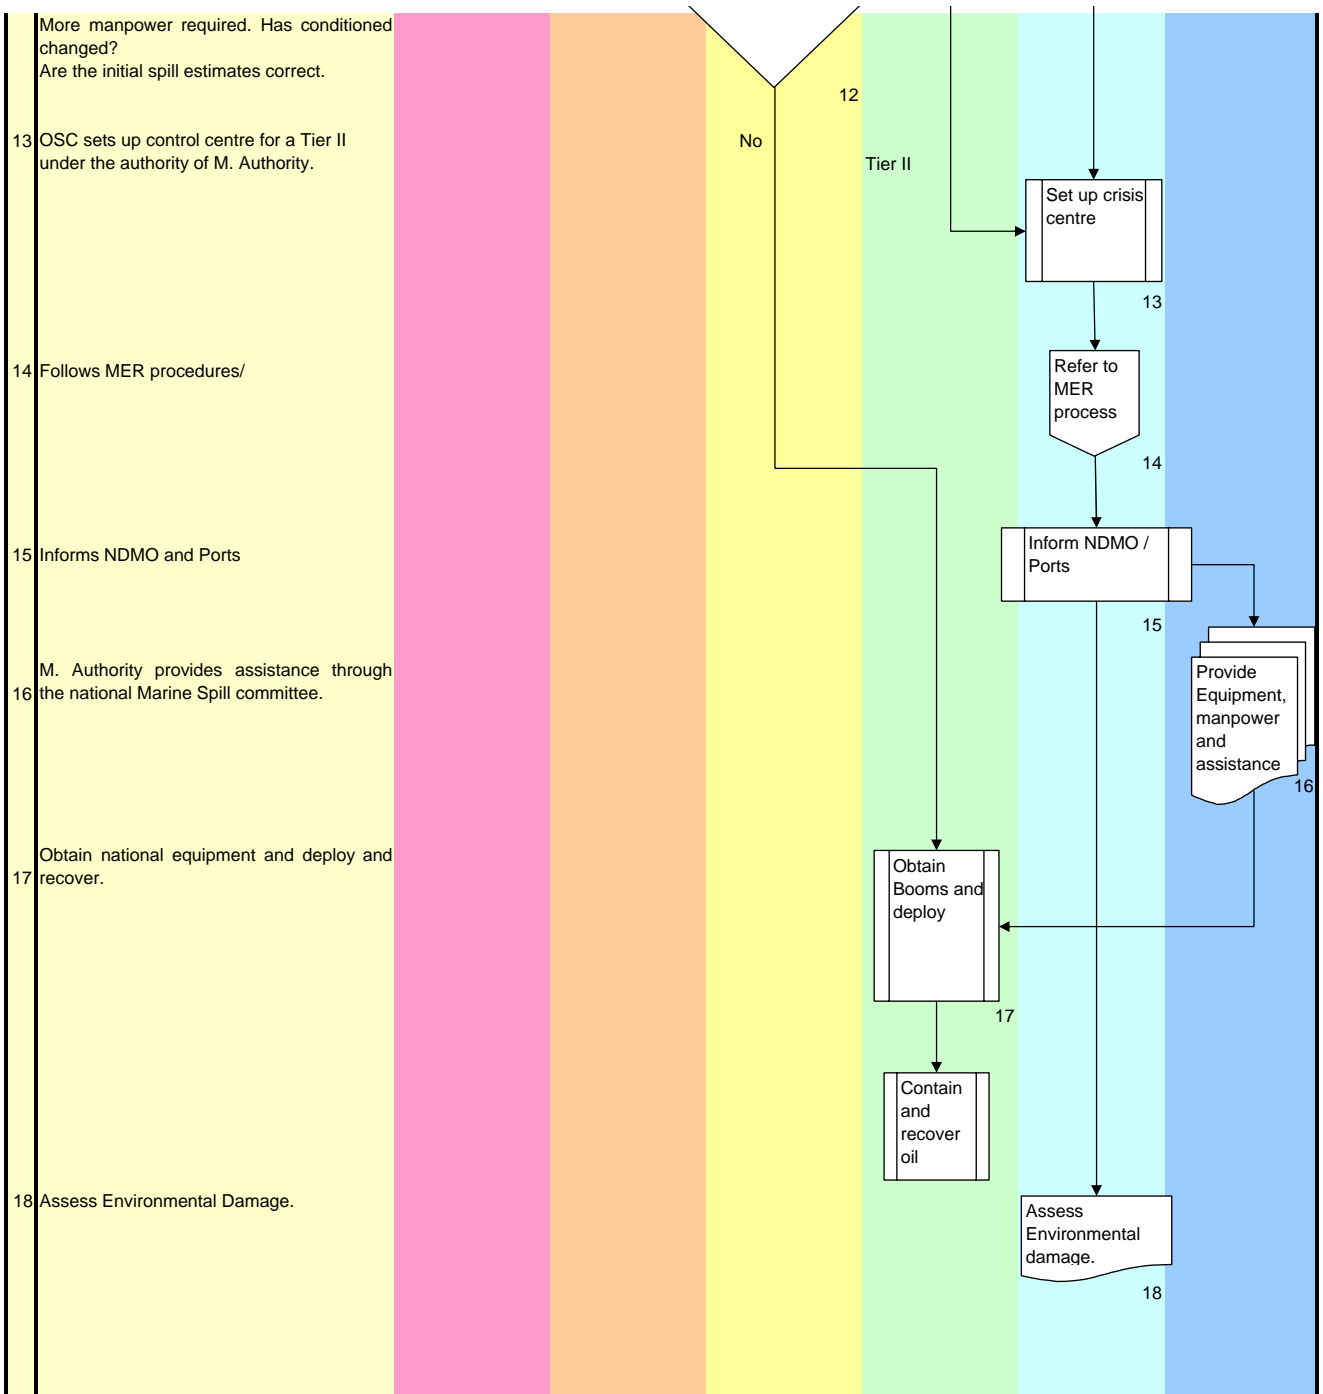 More manpower required. Has conditioned
changed?
Are the initial spill estimates correct.
12
13 OSC sets up control centre for a Tier II
under the authority of M. Authority.
No
Tier II
Set up crisis
centre
13
14 Follows MER procedures/
Refer to
MER
process
14
15 Informs NDMO and Ports
Inform NDMO /
Ports
15
M. Authority provides assistance through
16 the national Marine Spill committee.
Provide
Equipment,
manpower
and
assistance
16
Obtain national equipment and deploy and
17 recover.
Obtain
Booms and
deploy
17
Contain
and
recover
oil
18 Assess Environmental Damage.
Assess
Environmental
damage.
18